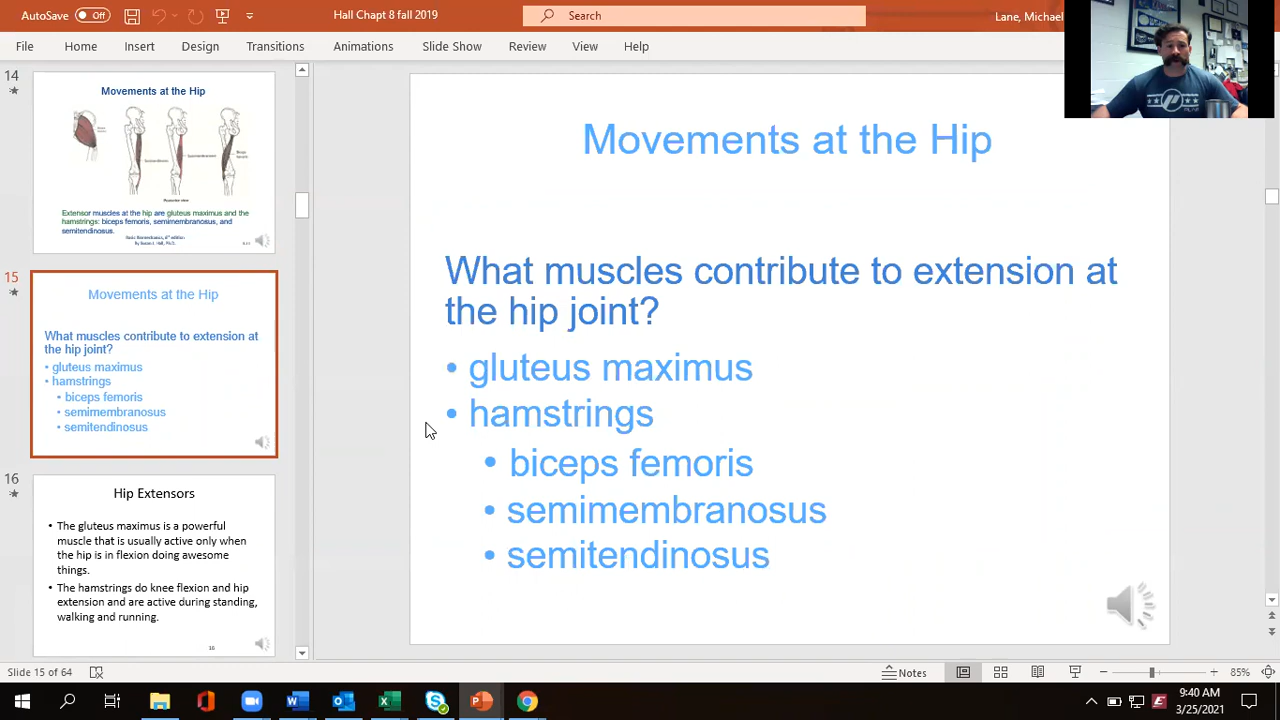 AutoSave
Off
Hall Chapt 8 fall 2019
Search
Lane, Michael
File
Home
Insert
Design
Transitions
Animations
Slide Show
Review
View
Help
14
Movements at the Hip
Posterior view
Extensor muscles at the hip are gluteus maximus and the
hamstrings: biceps femoris, semimembranosus, and
semitendinosus.
By Susan J. Hall, Ph.D.
15
Movements at the Hip
What muscles contribute to extension at
the hip joint?
• gluteus maximus
• hamstrings
• biceps femoris
• semimembranosus
• semitendinosus
16
Hip Extensors
• The gluteus maximus is a powerful
muscle that is usually active only when
the hip is in flexion doing awesome
things.
• The hamstrings do knee flexion and hip
extension and are active during standing,
walking and running.
16
Movements at the Hip
What muscles contribute to extension at
the hip joint?
• gluteus maximus
• hamstrings
• biceps femoris
• semimembranosus
• semitendinosus
Slide 15 of 64
Notes
85%
9:40 AM
3/25/2021